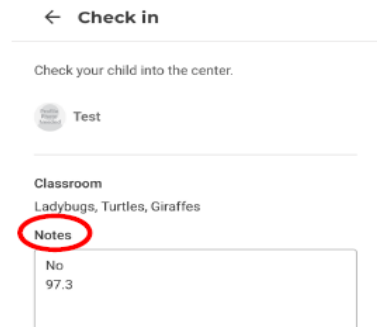 ← Check in
Check your child into the center.
Test
Classroom
Ladybugs, Turtles, Giraffes
Notes
No
97.3